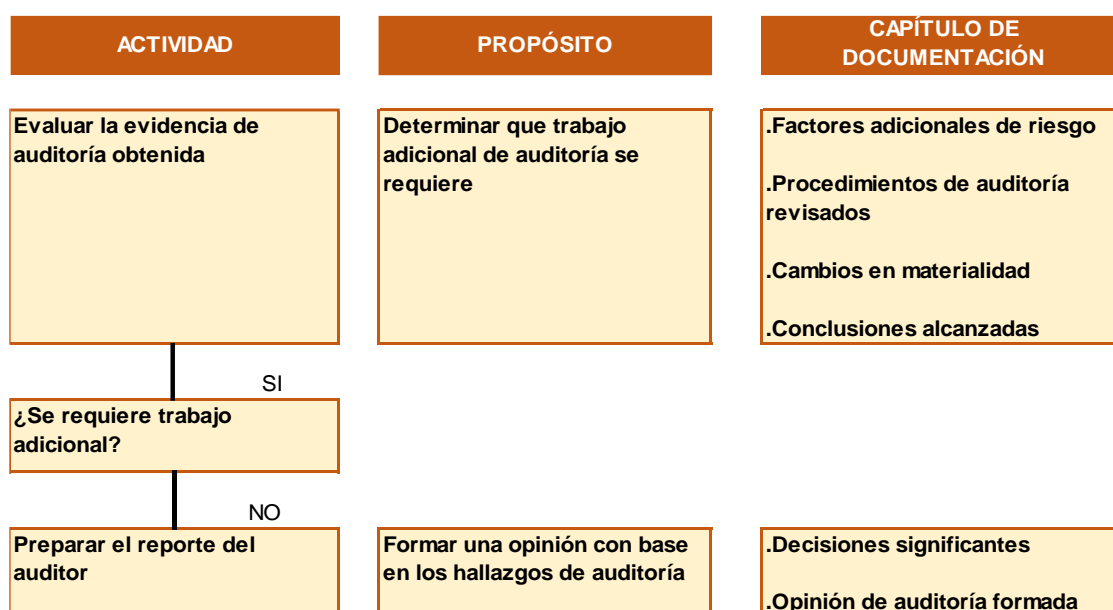 ACTIVIDAD
PROPÓSITO
CAPÍTULO DE
DOCUMENTACIÓN
Evaluar la evidencia de
auditoría obtenida
Determinar que trabajo
adicional de auditoría se
requiere
.Factores adicionales de riesgo
.Procedimientos de auditoría
revisados
.Cambios en materialidad
.Conclusiones alcanzadas
SI
¿Se requiere trabajo
adicional?
NO
Preparar el reporte del
auditor
Formar una opinión con base
en los hallazgos de auditoría
.Decisiones significantes
.Opinión de auditoría formada